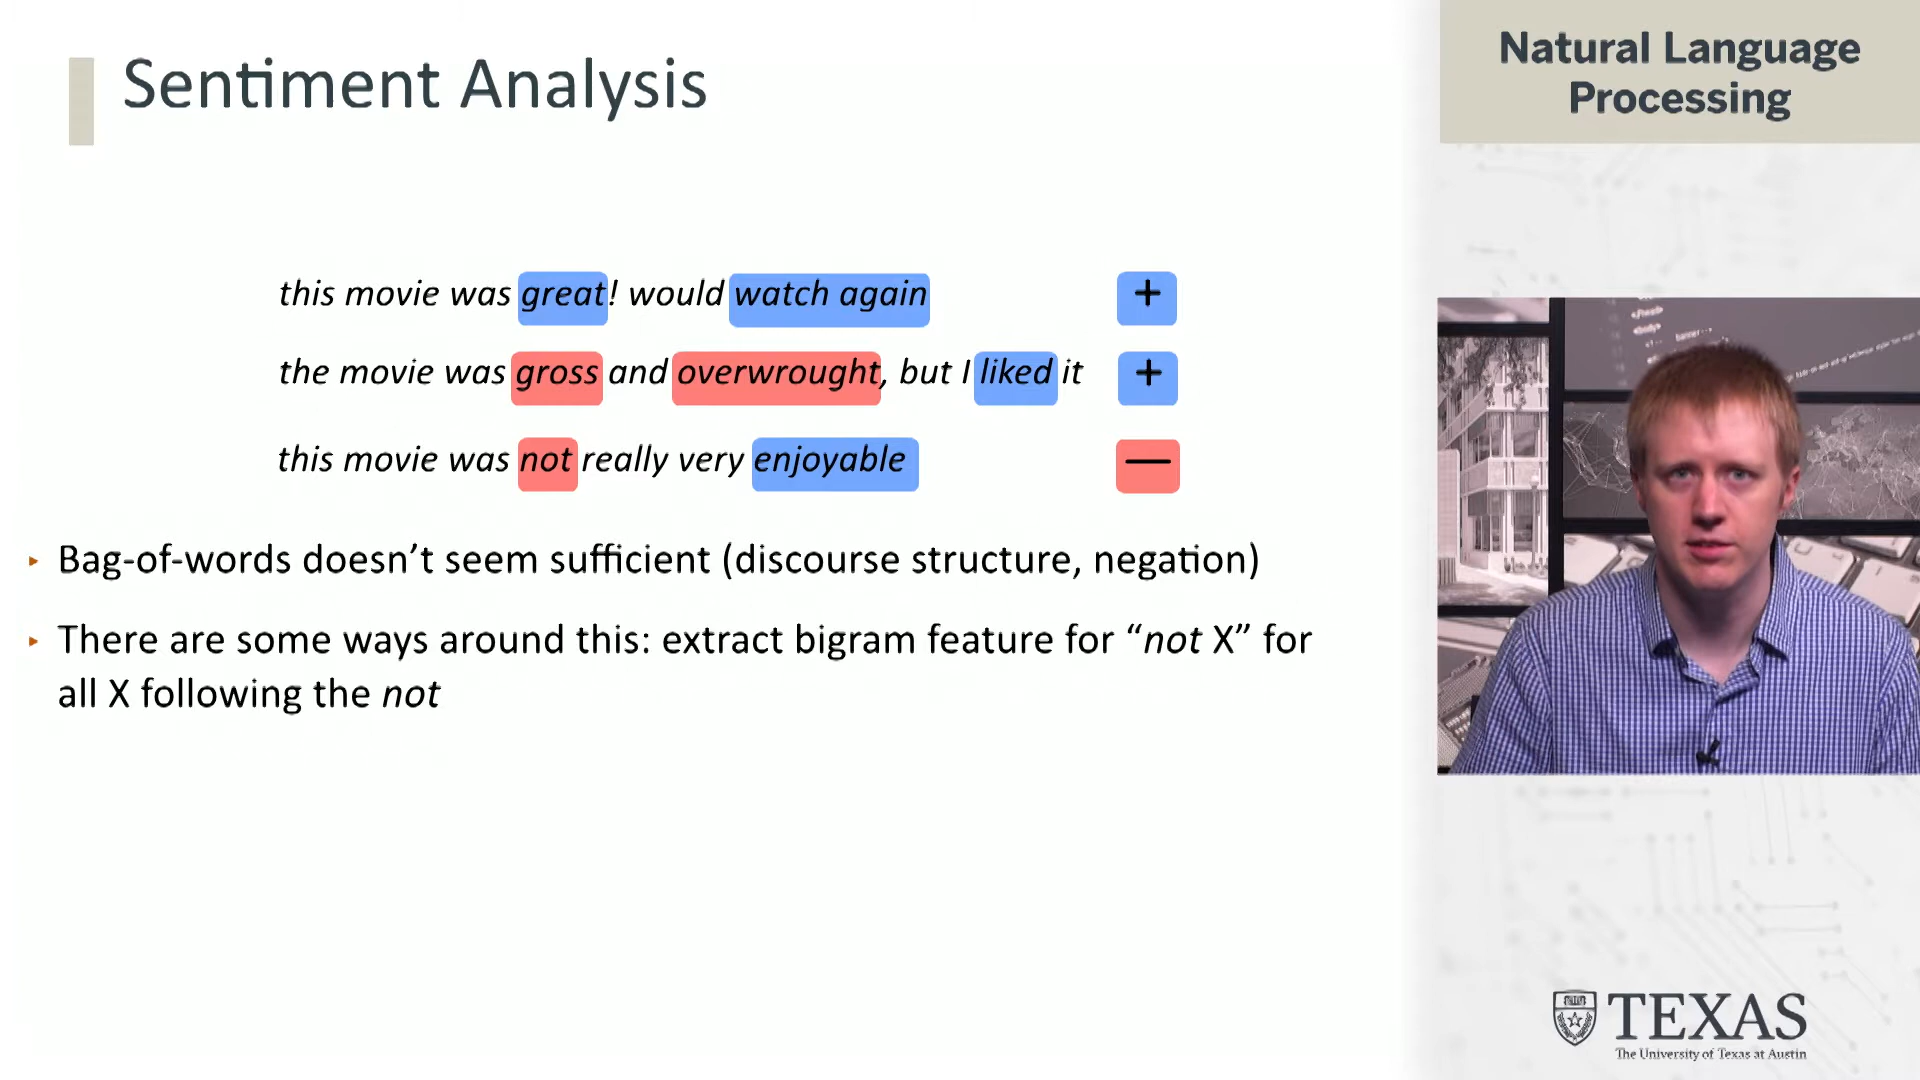 Sentiment Analysis
Natural Language
Processing
this movie was great! would watch again +
the movie was gross and overwrought, but I liked it +
this movie was not really very enjoyable —
▸ Bag-of-words doesn’t seem sufficient (discourse structure, negation)
▸ There are some ways around this: extract bigram feature for “not X” for
all X following the not
TEXAS
The University of Texas at Austin